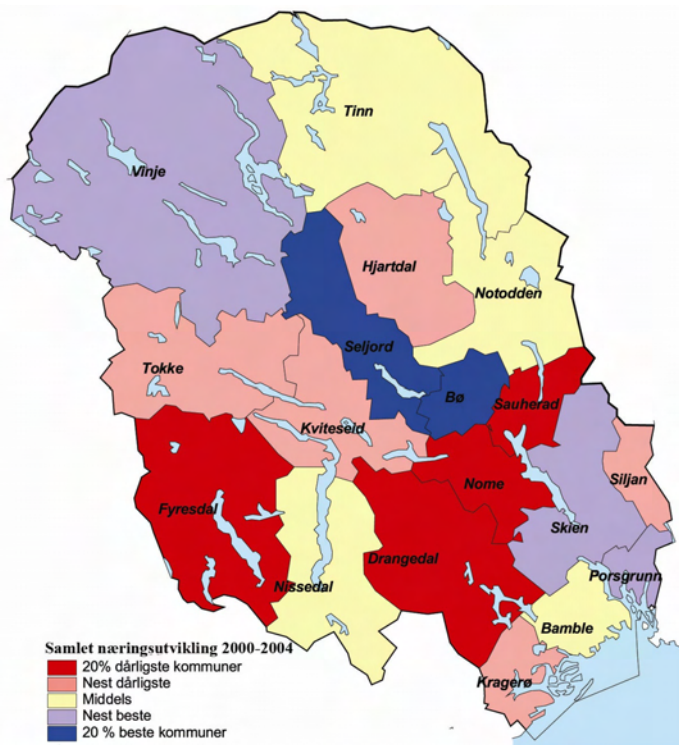 Tinn
Vinje
Hjartdal
Notodden
Seljord
Tokke
Bø
Sauherad
Kviteseid
Nome
Siljan
Fyresdal
Skien
Drangedal
Nissedal
Porsgrunn
Bamble
Kragerø
Samlet næringsutvikling 2000-2004
20% dårligste kommuner
Nest dårligste
Middels
Nest beste
20 % beste kommuner